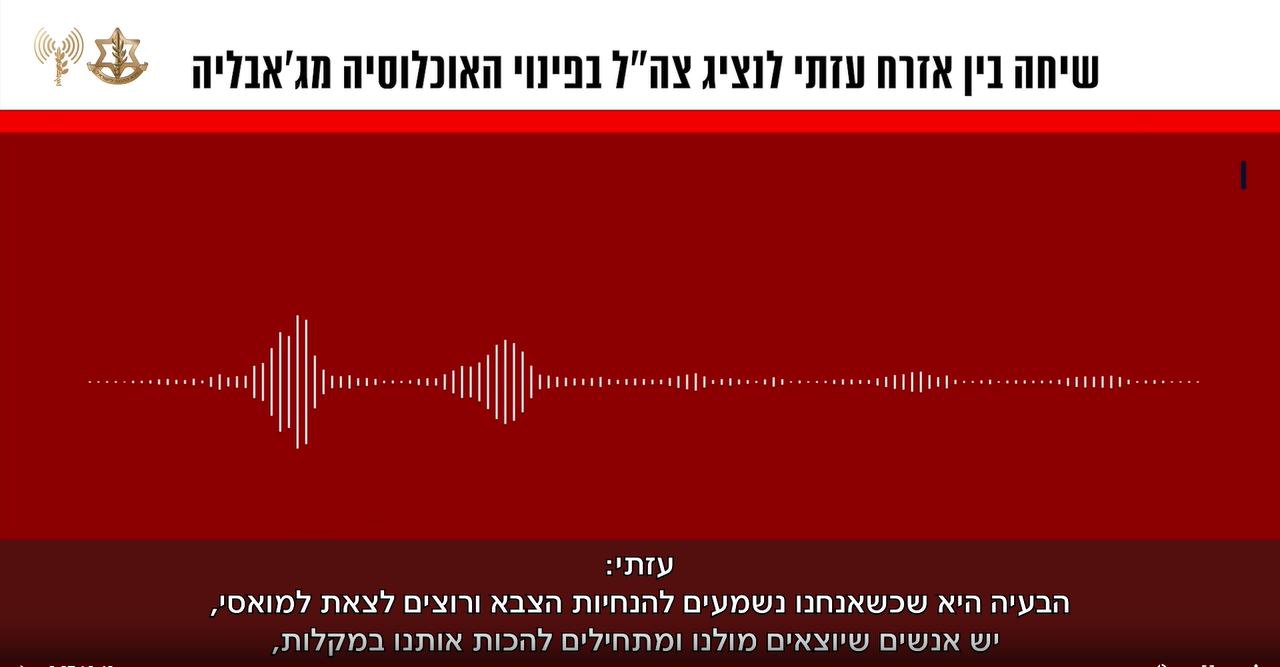 שיחה בין אזרח עזתי לנציג צה"ל בפינוי האוכלוסיה מג'אבליה
עזתי:
הבעיה היא שכשאנחנו נשמעים להנחיות הצבא ורוצים לצאת למואסי,
יש אנשים שיוצאים מולנו ומתחילים להכות אותנו במקלות,